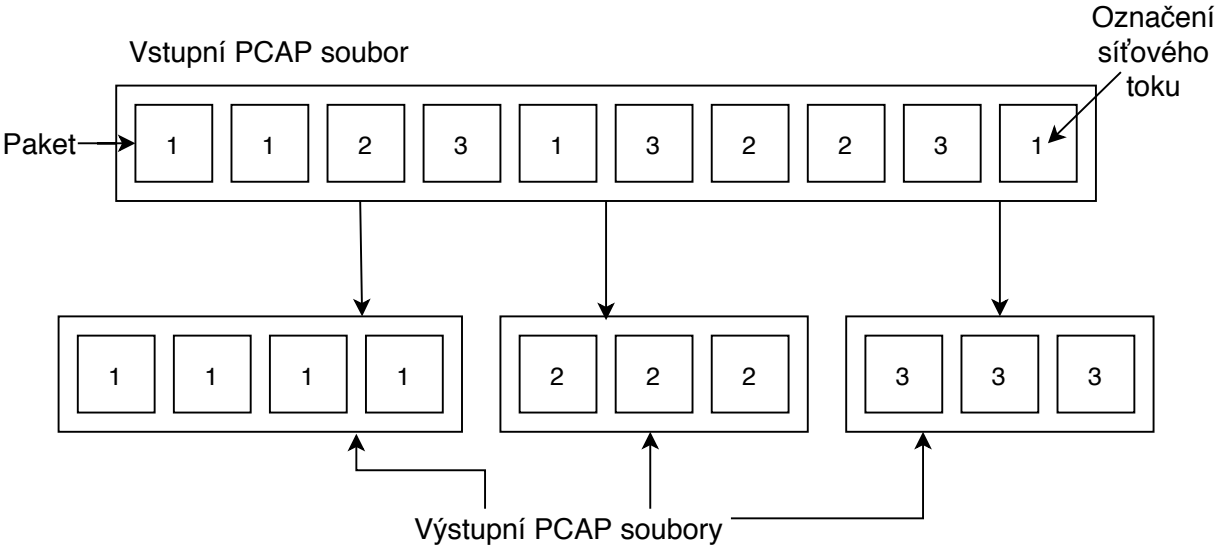 Označení
síťového
toku
Vstupní PCAP soubor
Paket
1 1 2 3 1 3 2 2 3 1
1 1 1 1 2 2 2 3 3 3
Výstupní PCAP soubory